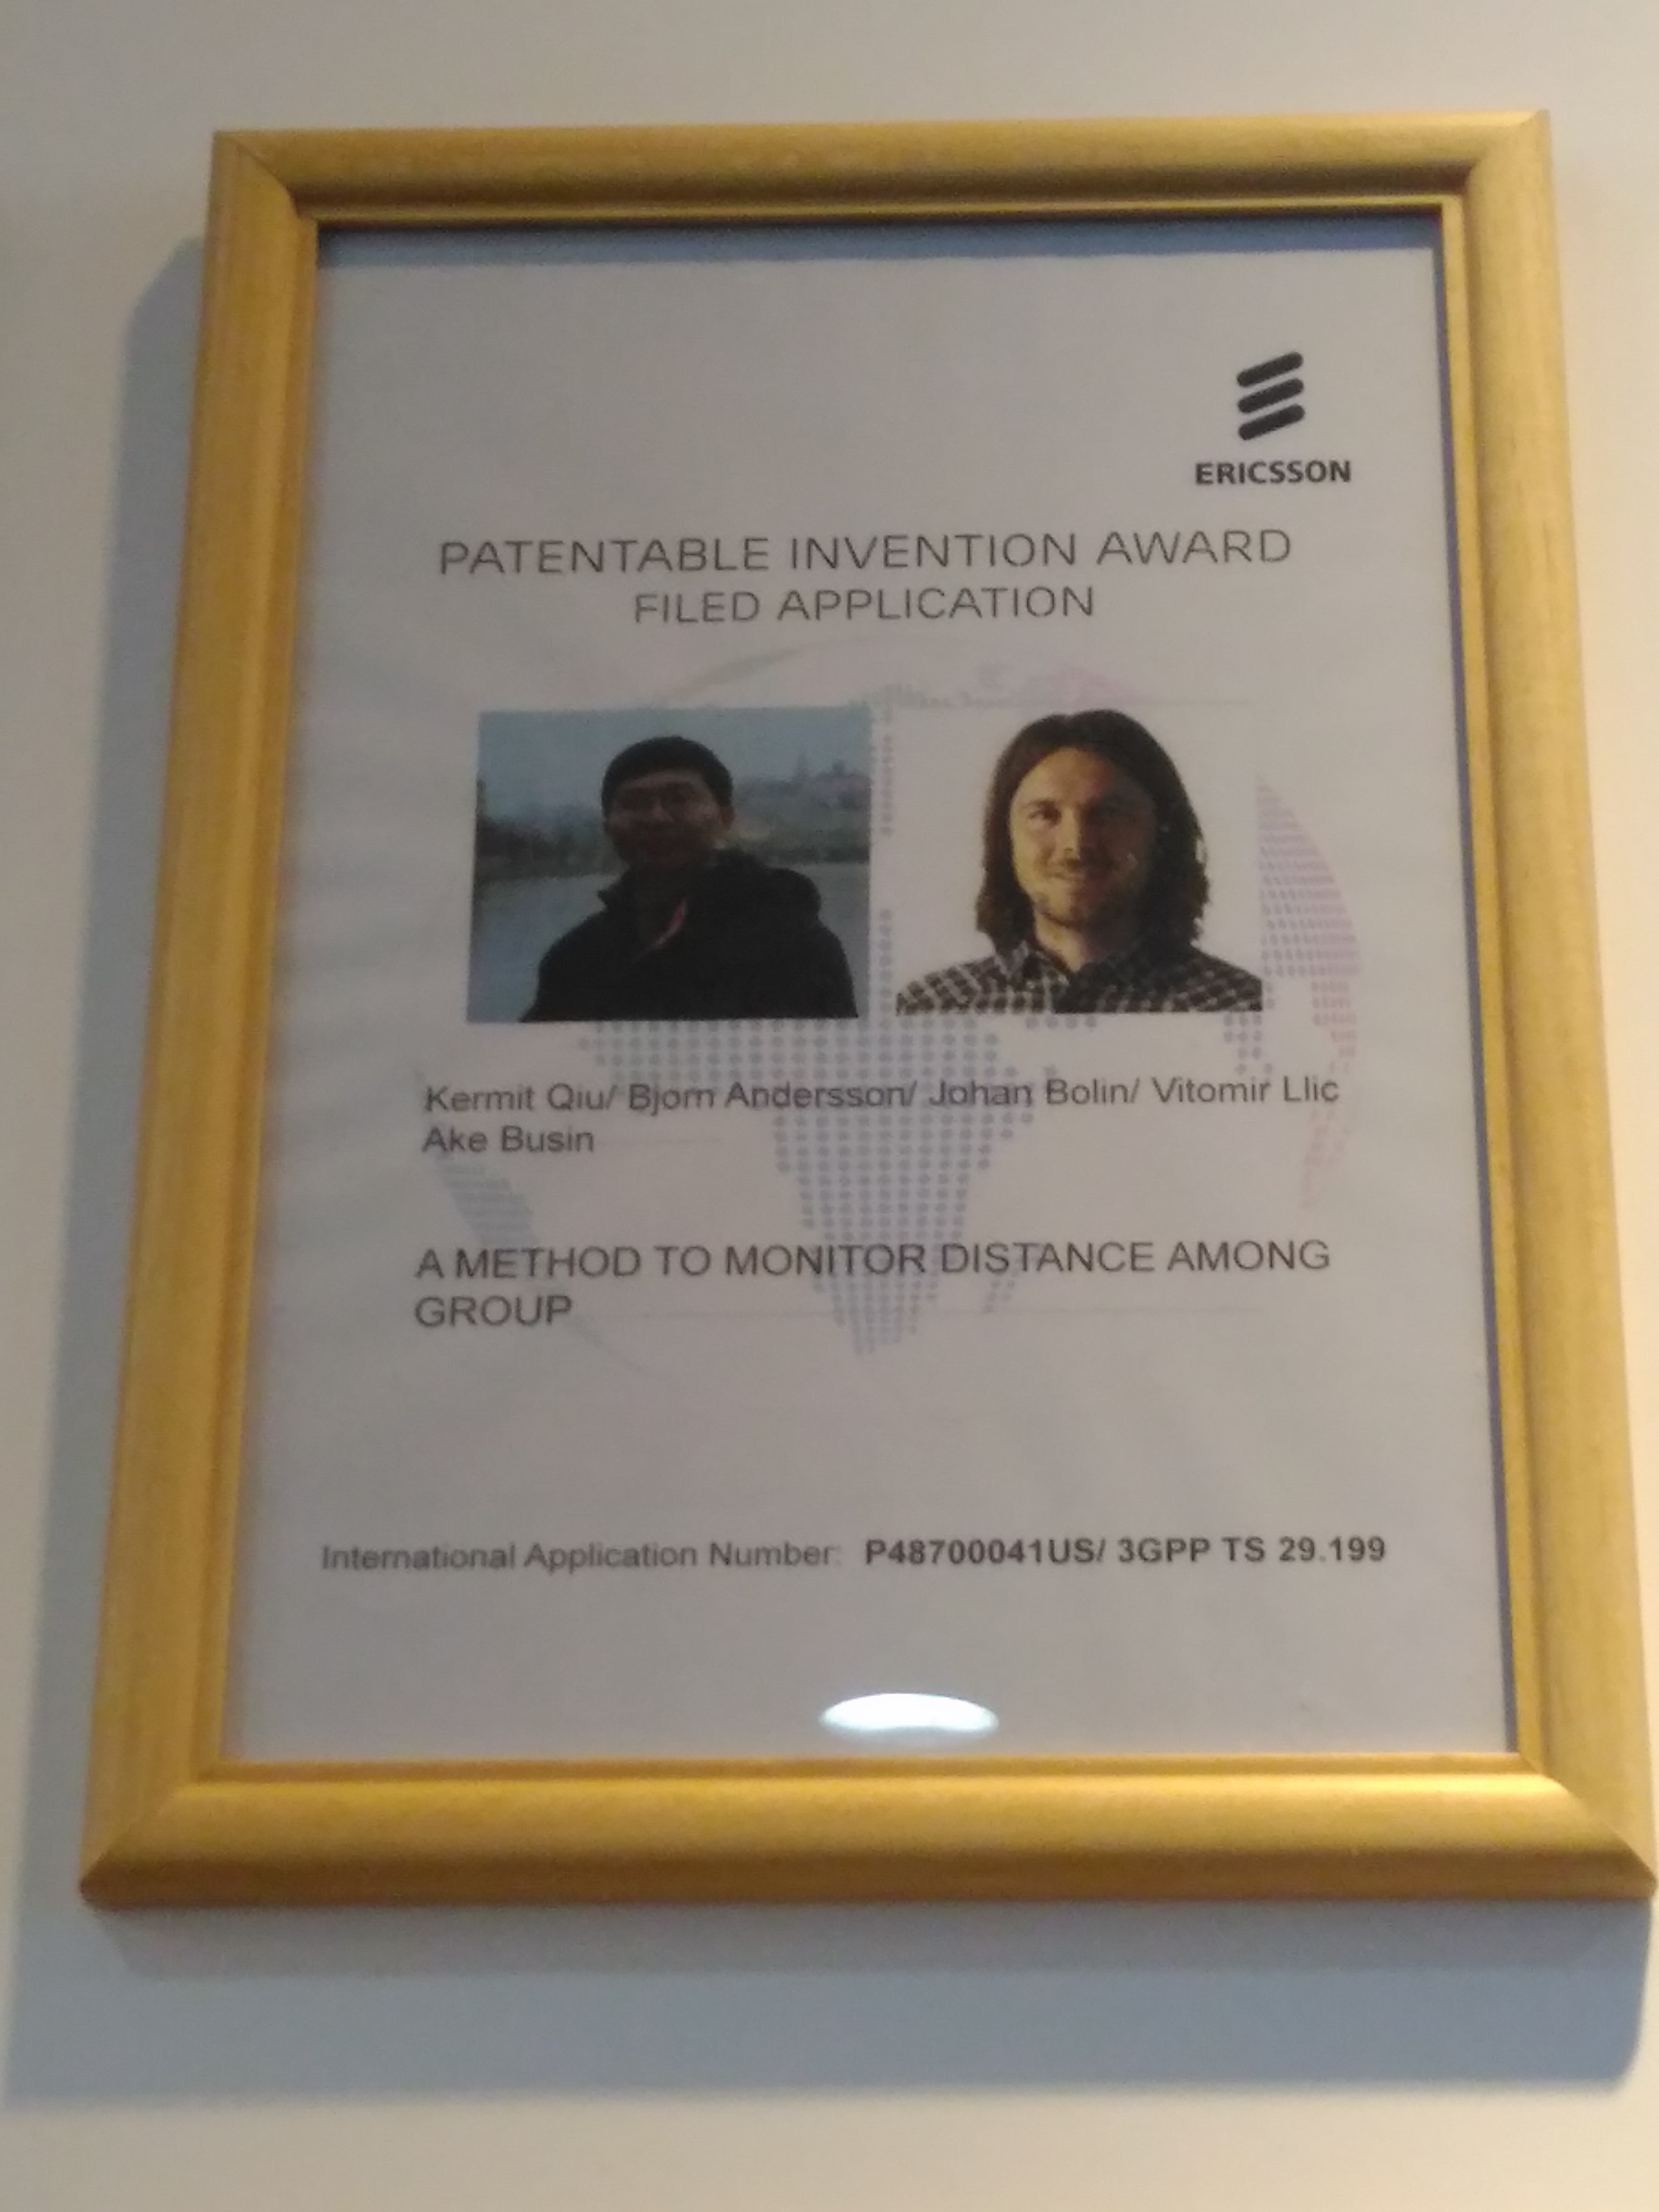 ERICSSON
PATENTABLE INVENTION AWARD
FILED APPLICATION
Kermit Qiu/ Bjorn Andersson/ Johan Bolin/ Vitomir Llic
Ake Busin
A METHOD TO MONITOR DISTANCE AMONG
GROUP
International Application Number: P48700041US/ 3GPP TS 29.199